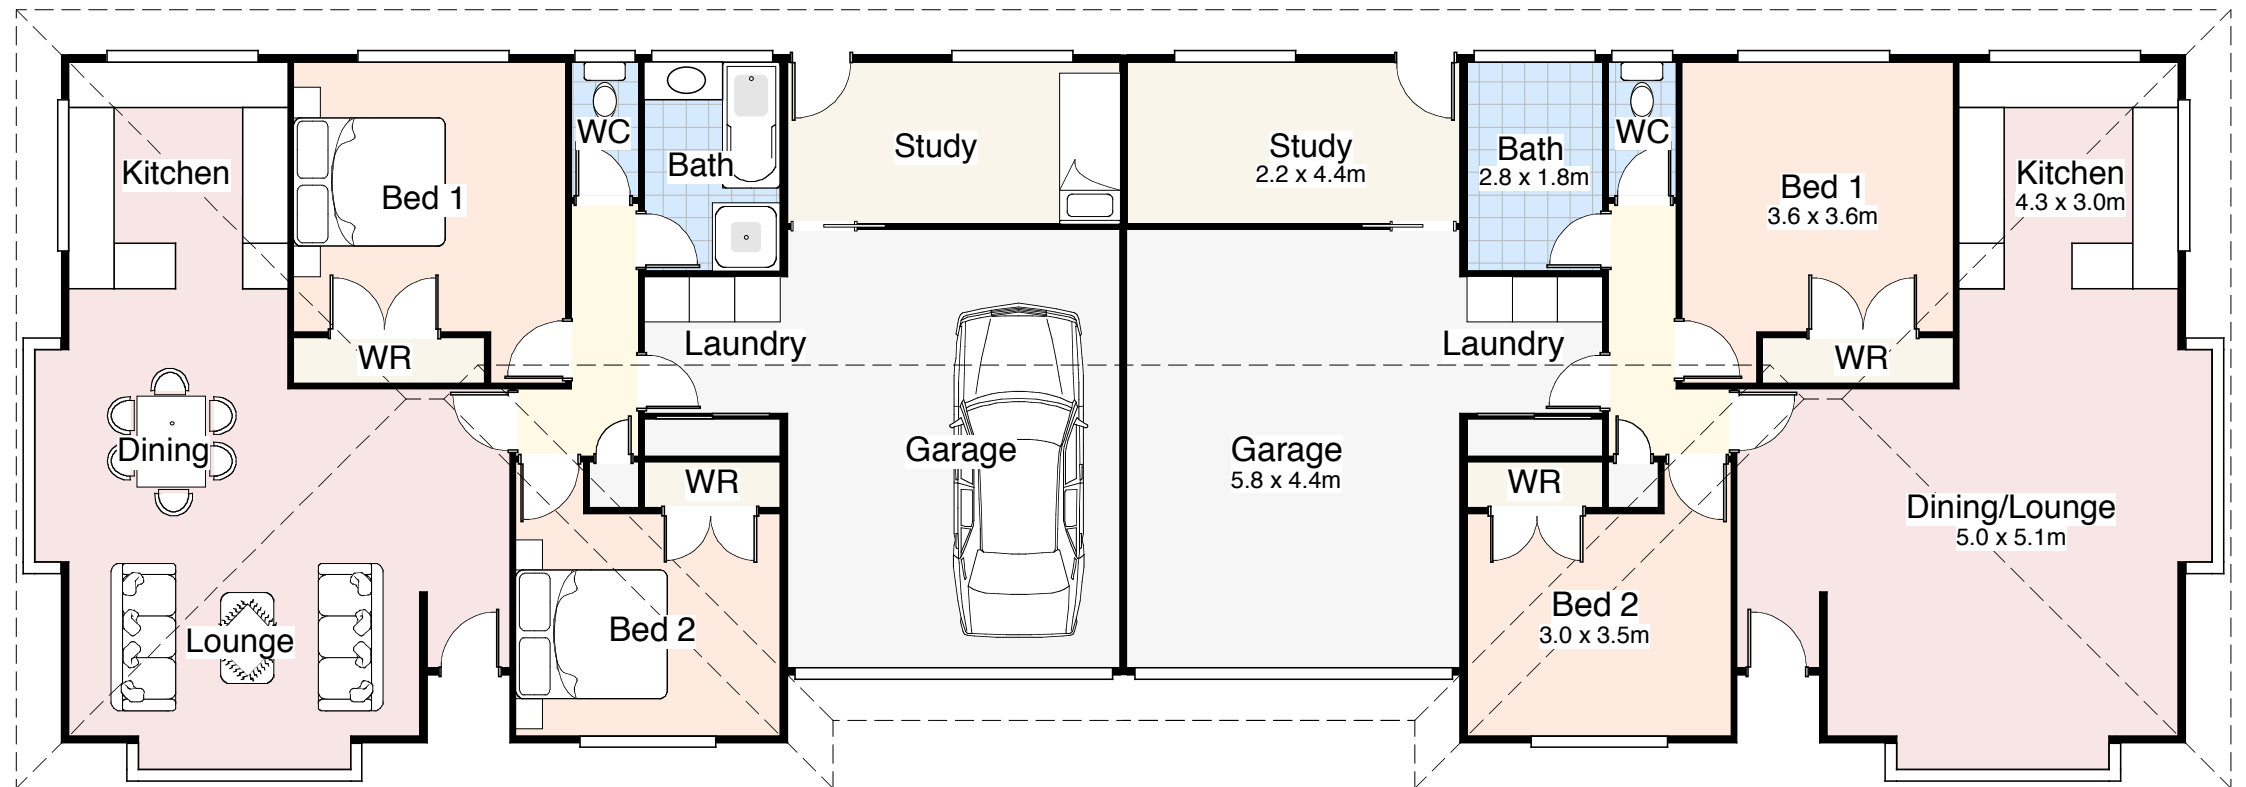 Kitchen
Bed 1
WC
Bath
Study
Study
2.2 x 4.4m
Bath
2.8 x 1.8m
WC
Bed 1
3.6 x 3.6m
Kitchen
4.3 x 3.0m
WR
Laundry
Laundry
WR
Dining
Garage
Garage
5.8 x 4.4m
WR
WR
Dining/Lounge
5.0 x 5.1m
Lounge
Bed 2
Bed 2
3.0 x 3.5m